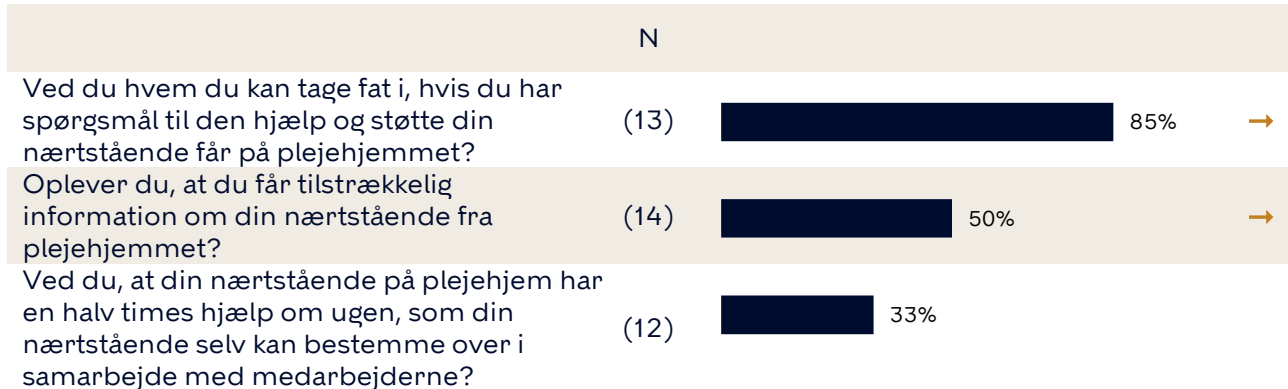 N
Ved du hvem du kan tage fat i, hvis du har
spørgsmål til den hjælp og støtte din
nærtstående får på plejehjemmet?
(13)
85%
→
Oplever du, at du får tilstrækkelig
information om din nærtstående fra
plejehjemmet?
(14)
50%
→
Ved du, at din nærtstående på plejehjem har
en halv times hjælp om ugen, som din
nærtstående selv kan bestemme over i
samarbejde med medarbejderne?
(12)
33%